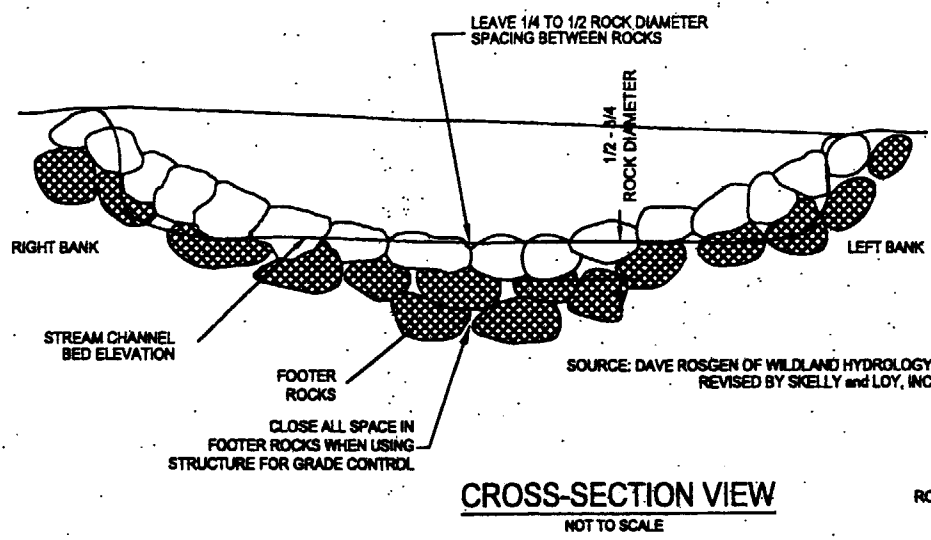 LEAVE 1/4 TO 1/2 ROCK DIAMETER
SPACING BETWEEN ROCKS
1/2 - 3/4
ROCK DIAMETER
RIGHT BANK
LEFT BANK
STREAM CHANNEL
BED ELEVATION
FOOTER
ROCKS
SOURCE: DAVE ROSGEN OF WILDLAND HYDROLOGY
REVISED BY SKELLY and LOY, INC
CLOSE ALL SPACE IN
FOOTER ROCKS WHEN USING
STRUCTURE FOR GRADE CONTROL
CROSS-SECTION VIEW
NOT TO SCALE